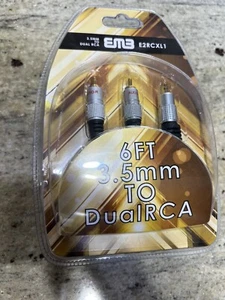 3.5MM
TO
DUAL RCA
EMB
E2RCXL1
6FT
3.5mm
TO
DualRCA